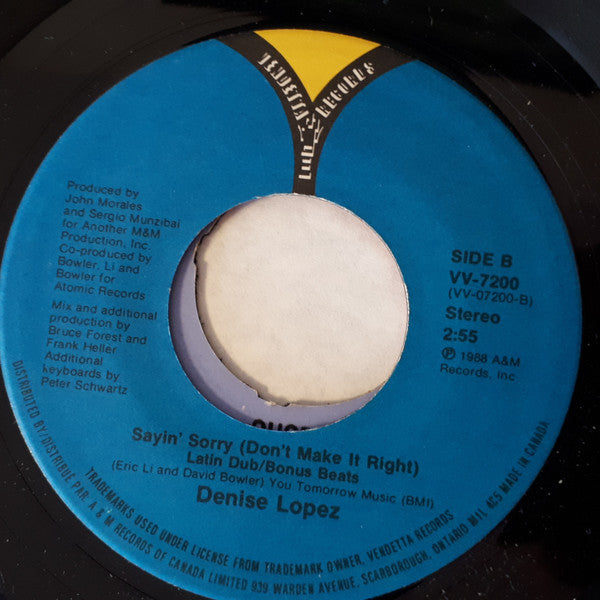 VENDETTA
RECORDS
Produced by
John Morales
and Sergio Munzibai
for Another M&M
Production, Inc.
Co-produced by
Bowler, Li and
Bowler for
Atomic Records
Mix and additional
production by
Bruce Forest and
Frank Heller
Additional
keyboards by
Peter Schwartz
SIDE B
VV-7200
(VV-07200-B)
Stereo
2:55
℗ 1988 A&M
Records, Inc
Sayin' Sorry (Don't Make It Right)
Latin Dub/Bonus Beats
(Eric Li and David Bowler) You Tomorrow Music (BMI)
Denise Lopez
TRADEMARKS USED UNDER LICENSE FROM TRADEMARK OWNER, VENDETTA RECORDS
DISTRIBUTED BY/DISTRIBUÉ PAR: A & M RECORDS OF CANADA LIMITED 939 WARDEN AVENUE, SCARBOROUGH, ONTARIO M1L 4C5 MADE IN CANADA